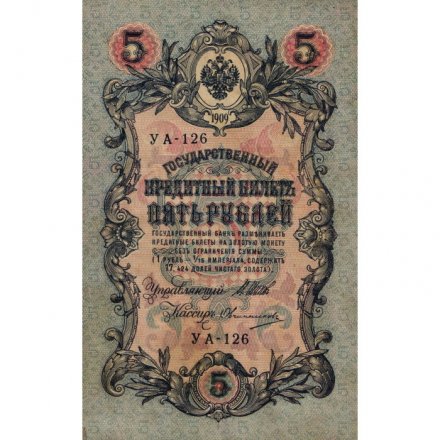 5 5
1909
УА-126
ГОСУДАРСТВЕННЫЙ
КРЕДИТНЫЙ БИЛЕТЪ
ПЯТЬ РУБЛЕЙ
ГОСУДАРСТВЕННЫЙ БАНКЪ РАЗМѢНИВАЕТЪ
КРЕДИТНЫЕ БИЛЕТЫ НА ЗОЛОТУЮ МОНЕТУ
БЕЗЪ ОГРАНИЧЕНІЯ СУММЫ
(1 РУБЛЬ = 1/15 ИМПЕРІАЛА, СОДЕРЖИТЪ
17,424 ДОЛЕЙ ЧИСТАГО ЗОЛОТА).
Управляющій
Кассиръ
УА-126
5